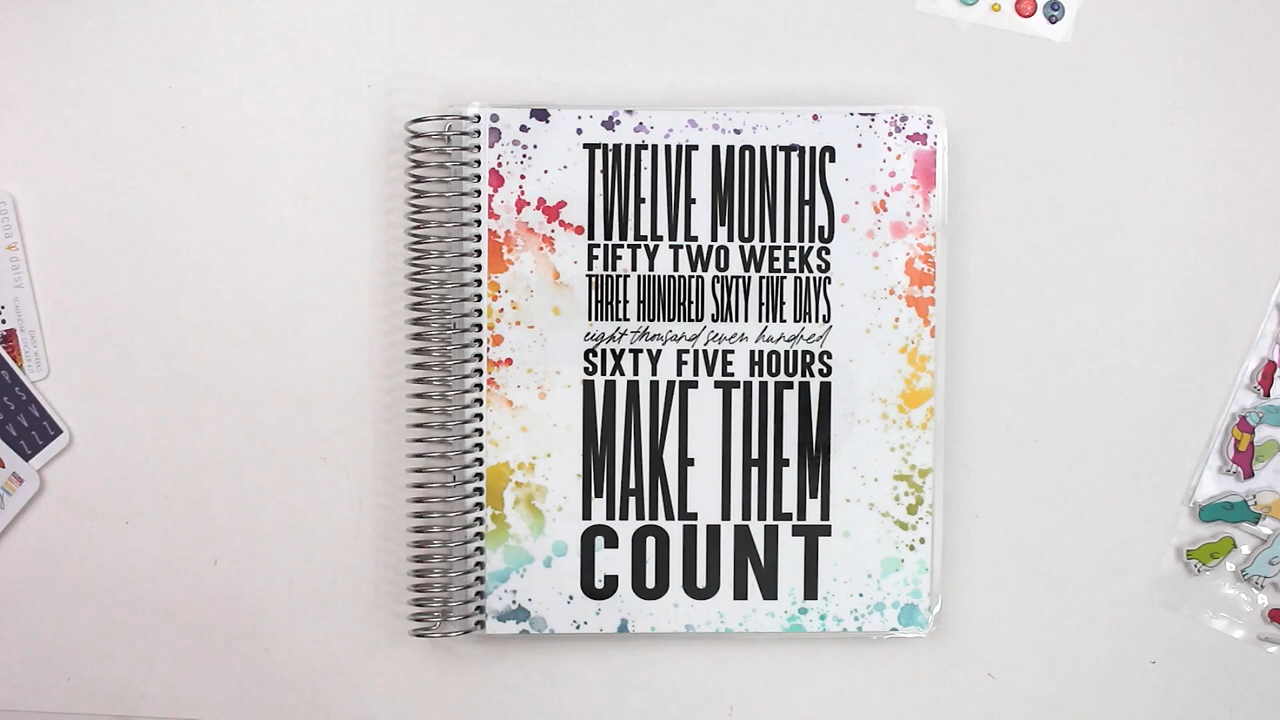 TWELVE MONTHS
FIFTY TWO WEEKS
THREE HUNDRED SIXTY FIVE DAYS
eight thousand seven hundred
SIXTY FIVE HOURS
MAKE THEM
COUNT
cocoa daisy